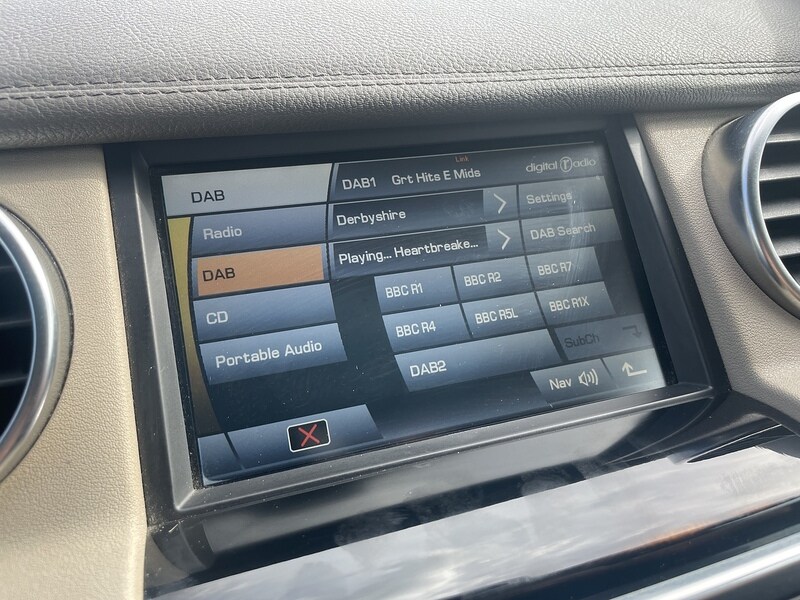 Link
DAB
DAB1 Grt Hits E Mids
digital radio
Radio
Derbyshire
Settings
DAB
Playing... Heartbreake...
DAB Search
CD
BBC R1
BBC R2
BBC R7
Portable Audio
BBC R4
BBC R5L
BBC R1X
DAB2
SubCh
Nav